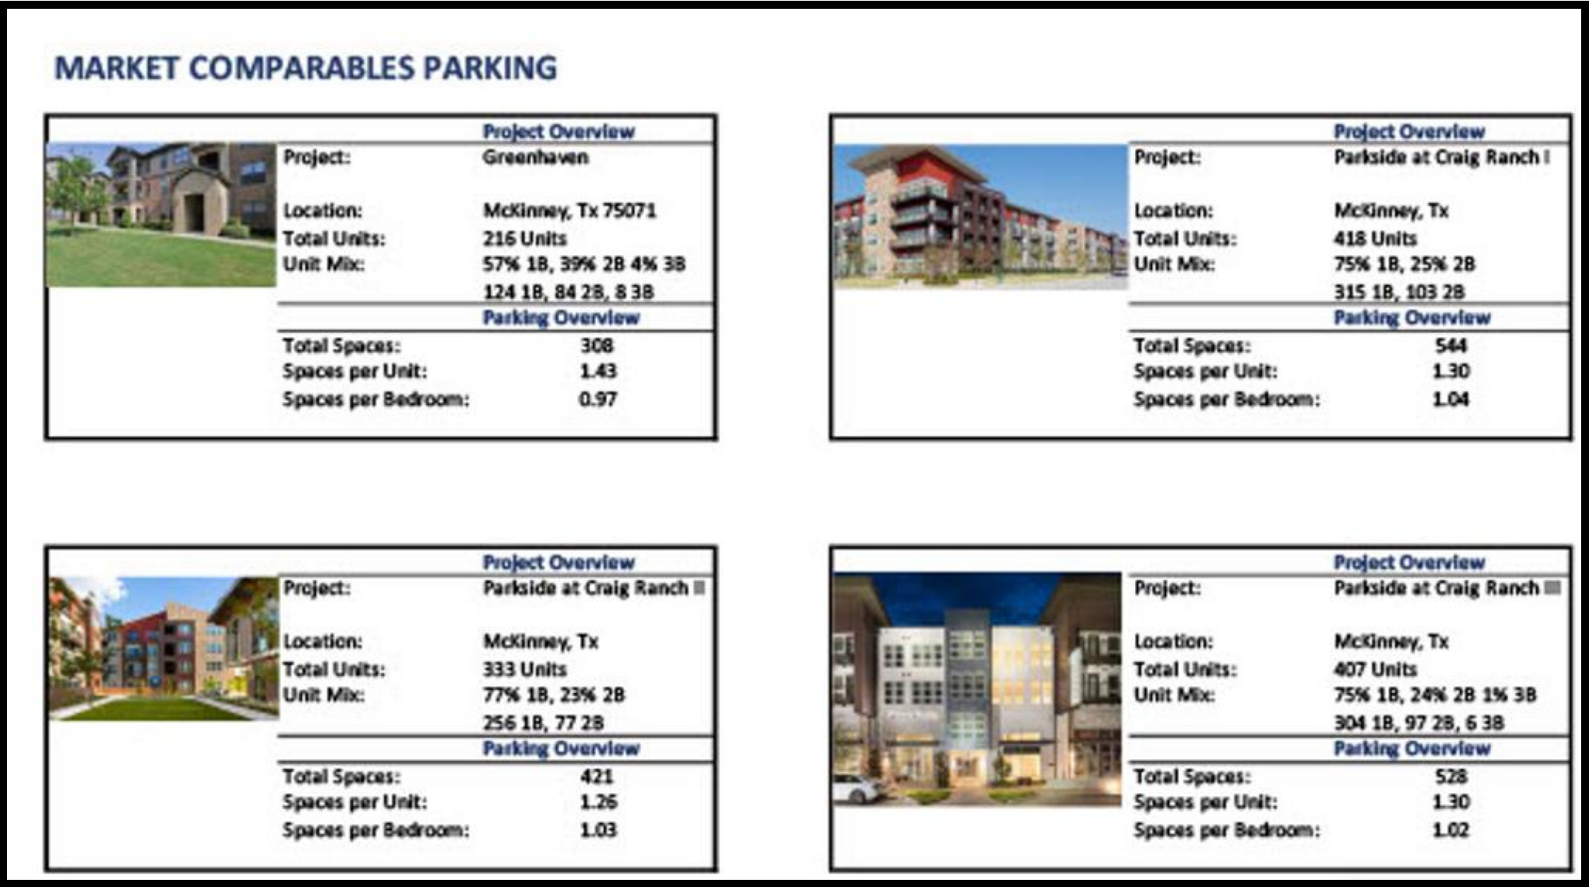 MARKET COMPARABLES PARKING
Project Overview
Project: Greenhaven
Location: McKinney, Tx 75071
Total Units: 216 Units
Unit Mix: 57% 1B, 39% 2B 4% 3B
124 1B, 84 2B, 8 3B
Parking Overview
Total Spaces: 308
Spaces per Unit: 1.43
Spaces per Bedroom: 0.97
Project Overview
Project: Parkside at Craig Ranch I
Location: McKinney, Tx
Total Units: 418 Units
Unit Mix: 75% 1B, 25% 2B
315 1B, 103 2B
Parking Overview
Total Spaces: 544
Spaces per Unit: 1.30
Spaces per Bedroom: 1.04
Project Overview
Project: Parkside at Craig Ranch II
Location: McKinney, Tx
Total Units: 333 Units
Unit Mix: 77% 1B, 23% 2B
256 1B, 77 2B
Parking Overview
Total Spaces: 421
Spaces per Unit: 1.26
Spaces per Bedroom: 1.03
Project Overview
Project: Parkside at Craig Ranch III
Location: McKinney, Tx
Total Units: 407 Units
Unit Mix: 75% 1B, 24% 2B 1% 3B
304 1B, 97 2B, 6 3B
Parking Overview
Total Spaces: 528
Spaces per Unit: 1.30
Spaces per Bedroom: 1.02